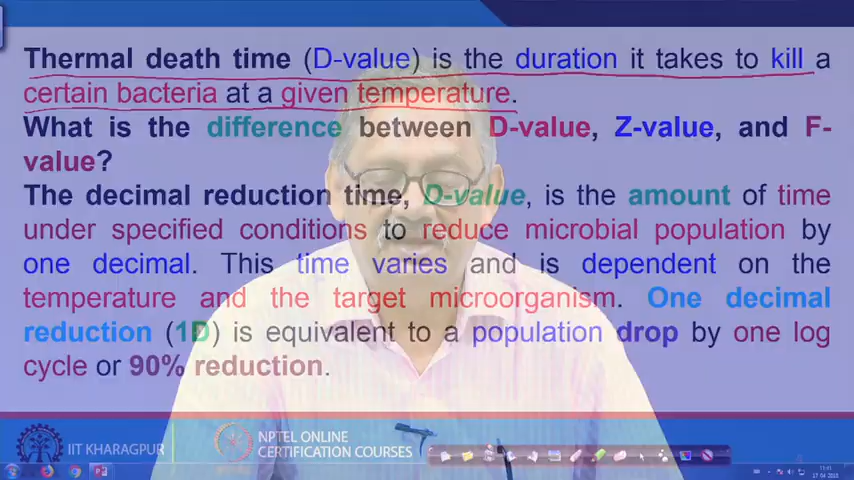 Thermal death time (D-value) is the duration it takes to kill a
certain bacteria at a given temperature.
What is the difference between D-value, Z-value, and F-
value?
The decimal reduction time, D-value, is the amount of time
under specified conditions to reduce microbial population by
one decimal. This time varies and is dependent on the
temperature and the target microorganism. One decimal
reduction (1D) is equivalent to a population drop by one log
cycle or 90% reduction.
IIT KHARAGPUR
NPTEL ONLINE
CERTIFICATION COURSES